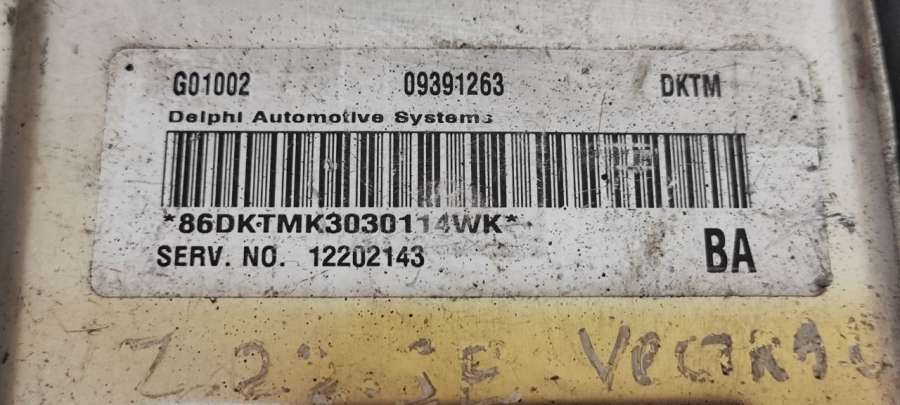 G01002 09391263 DKTM
Delphi Automotive Systems
*86DKTMK3030114WK*
SERV. NO. 12202143 BA